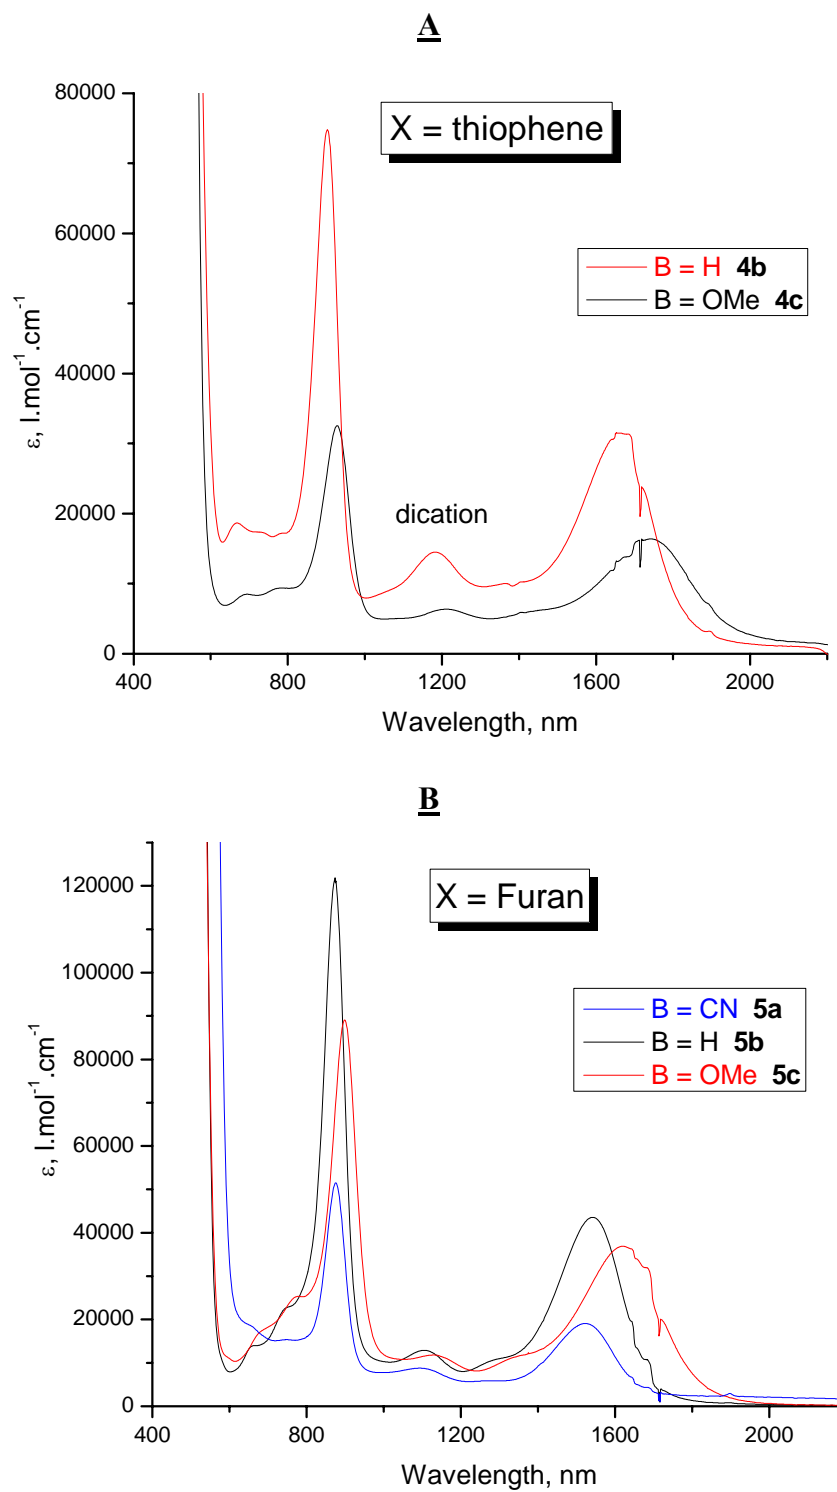 A
X = thiophene
B = H 4b
B = OMe 4c
dication
ε, l.mol⁻¹.cm⁻¹
80000
60000
40000
20000
0
400 800 1200 1600 2000
Wavelength, nm
B
X = Furan
B = CN 5a
B = H 5b
B = OMe 5c
ε, l.mol⁻¹.cm⁻¹
120000
100000
80000
60000
40000
20000
0
400 800 1200 1600 2000
Wavelength, nm